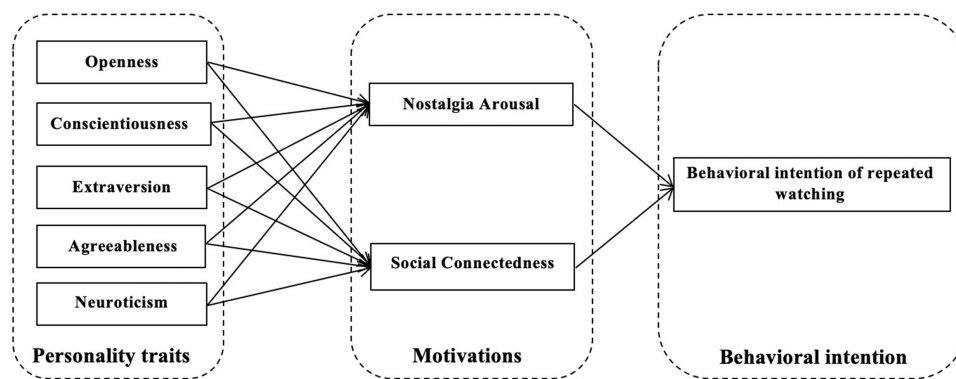 Openness
Conscientiousness
Extraversion
Agreeableness
Neuroticism
Personality traits
Nostalgia Arousal
Social Connectedness
Motivations
Behavioral intention of repeated
watching
Behavioral intention